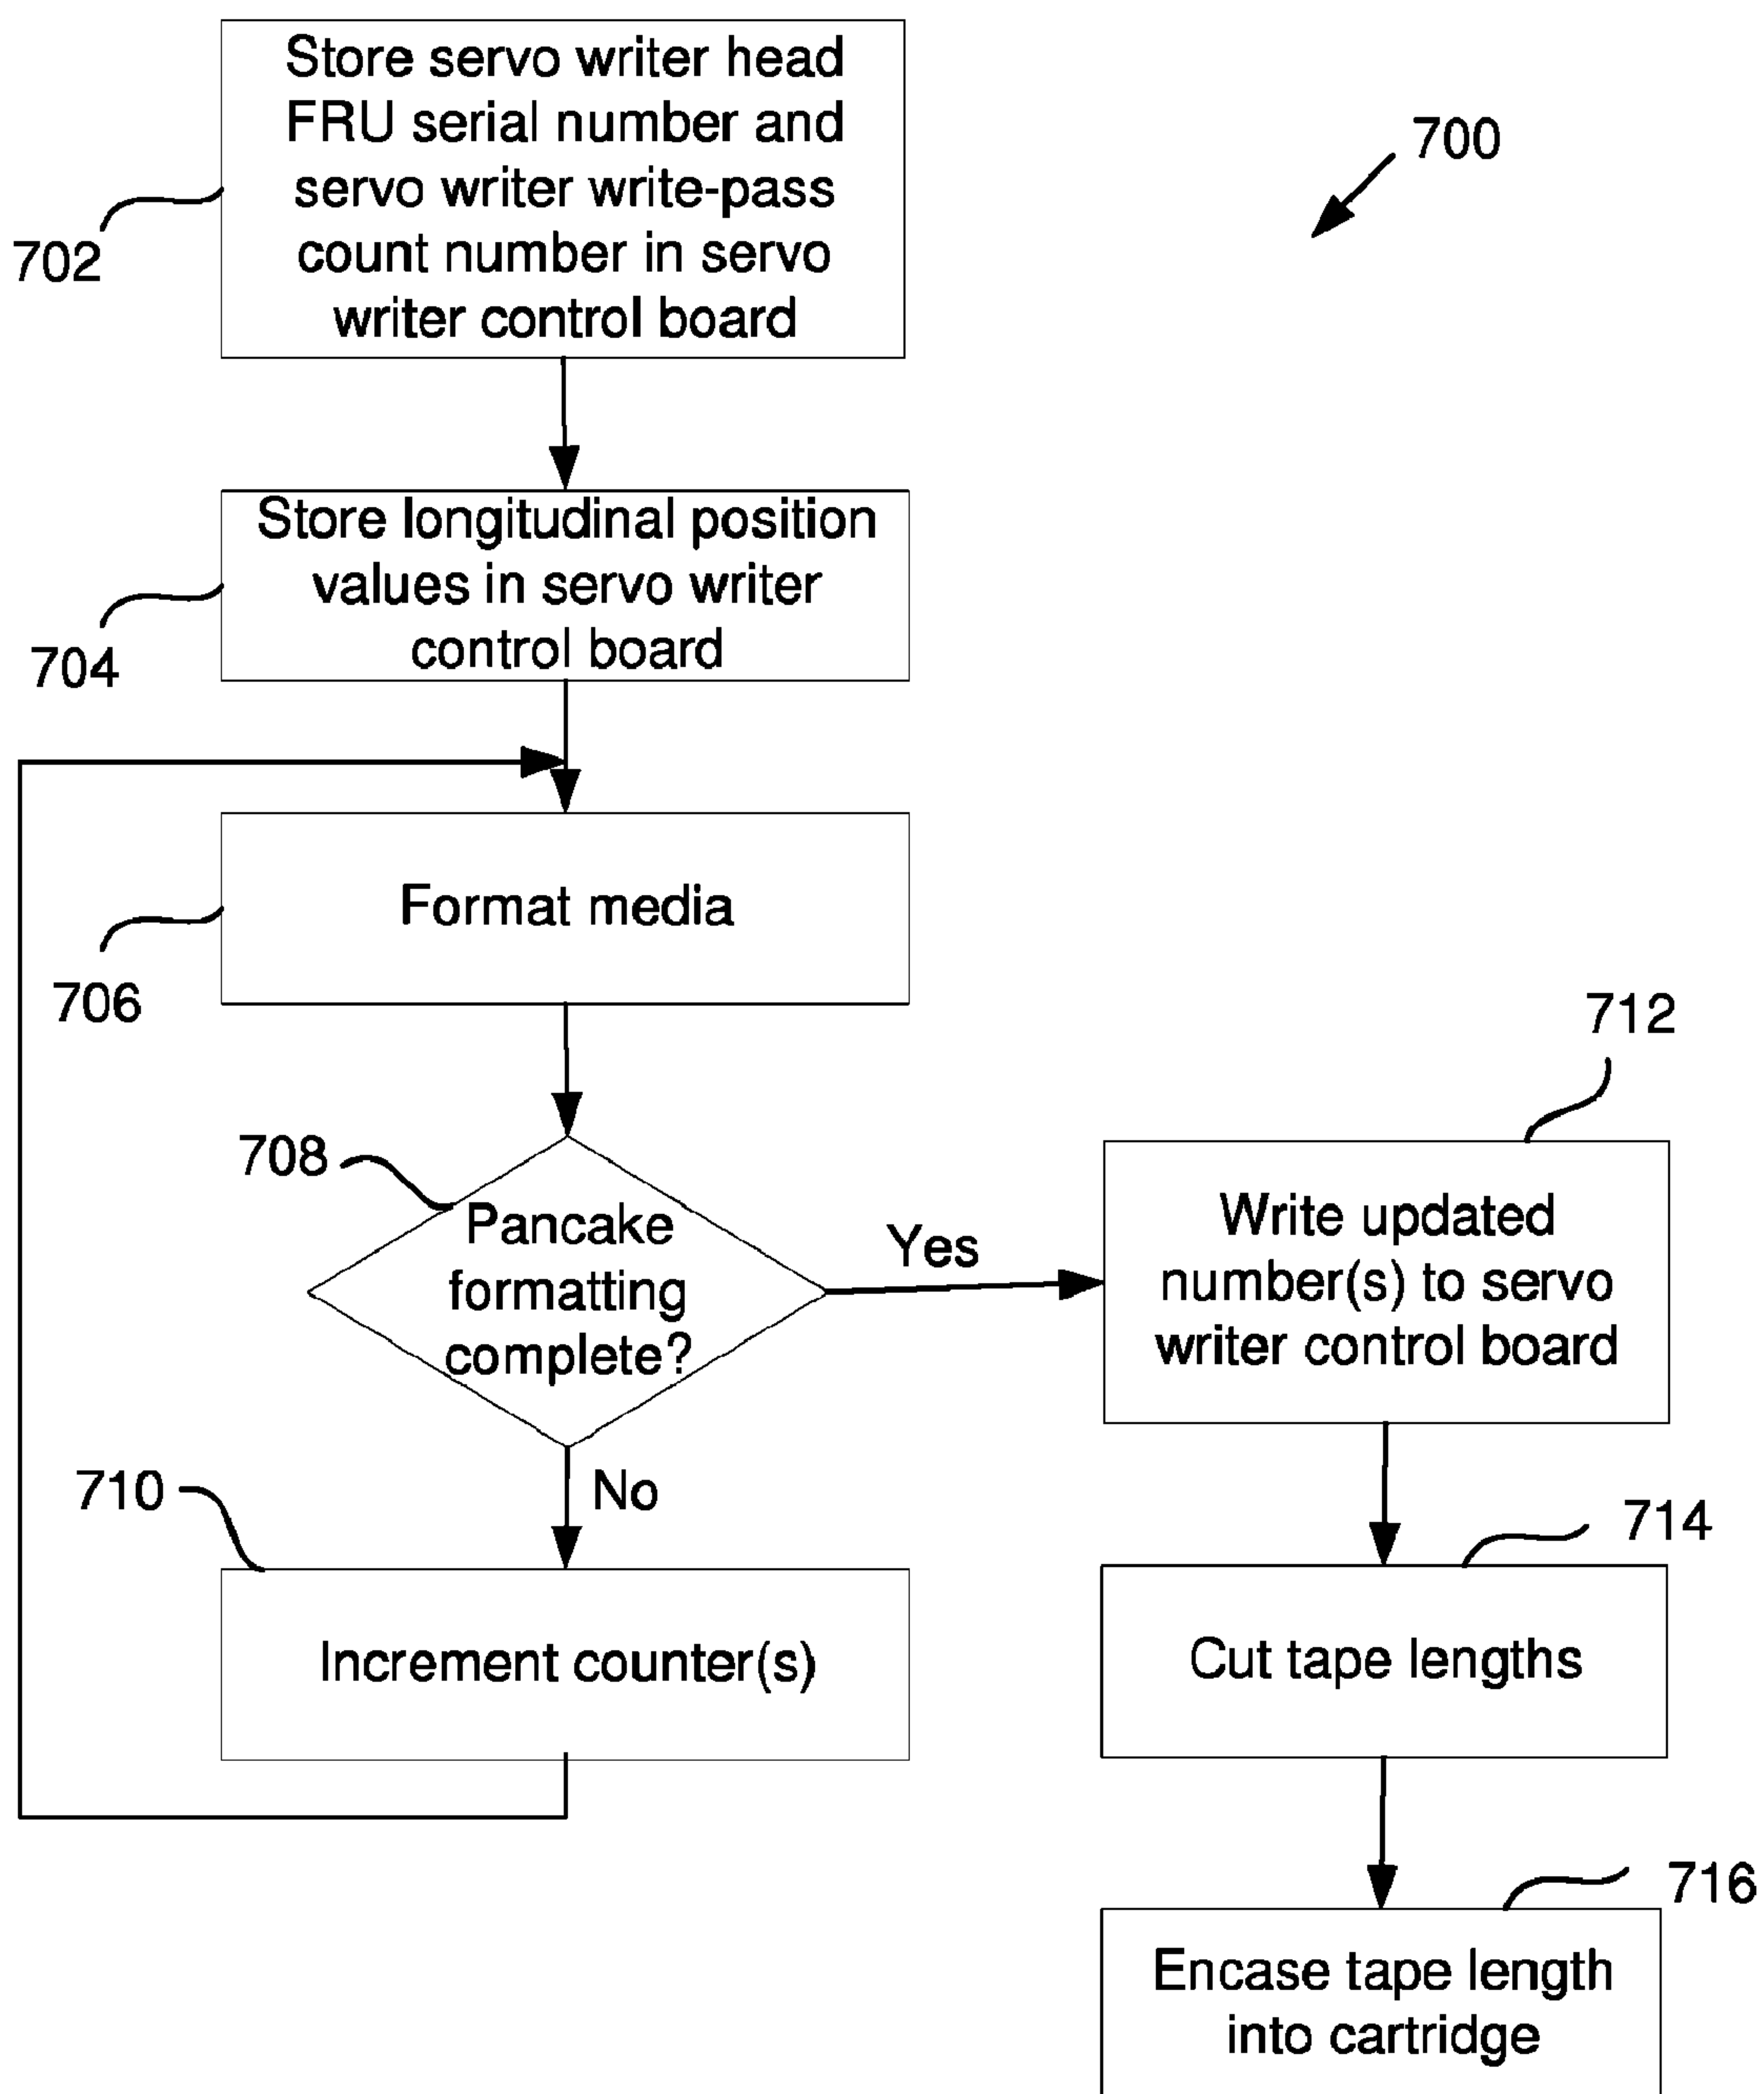 Store servo writer head
FRU serial number and
servo writer write-pass
count number in servo
writer control board
700
702
Store longitudinal position
values in servo writer
control board
704
Format media
706
712
708
Pancake
formatting
complete?
Yes
Write updated
number(s) to servo
writer control board
No
710
714
Increment counter(s)
Cut tape lengths
716
Encase tape length
into cartridge